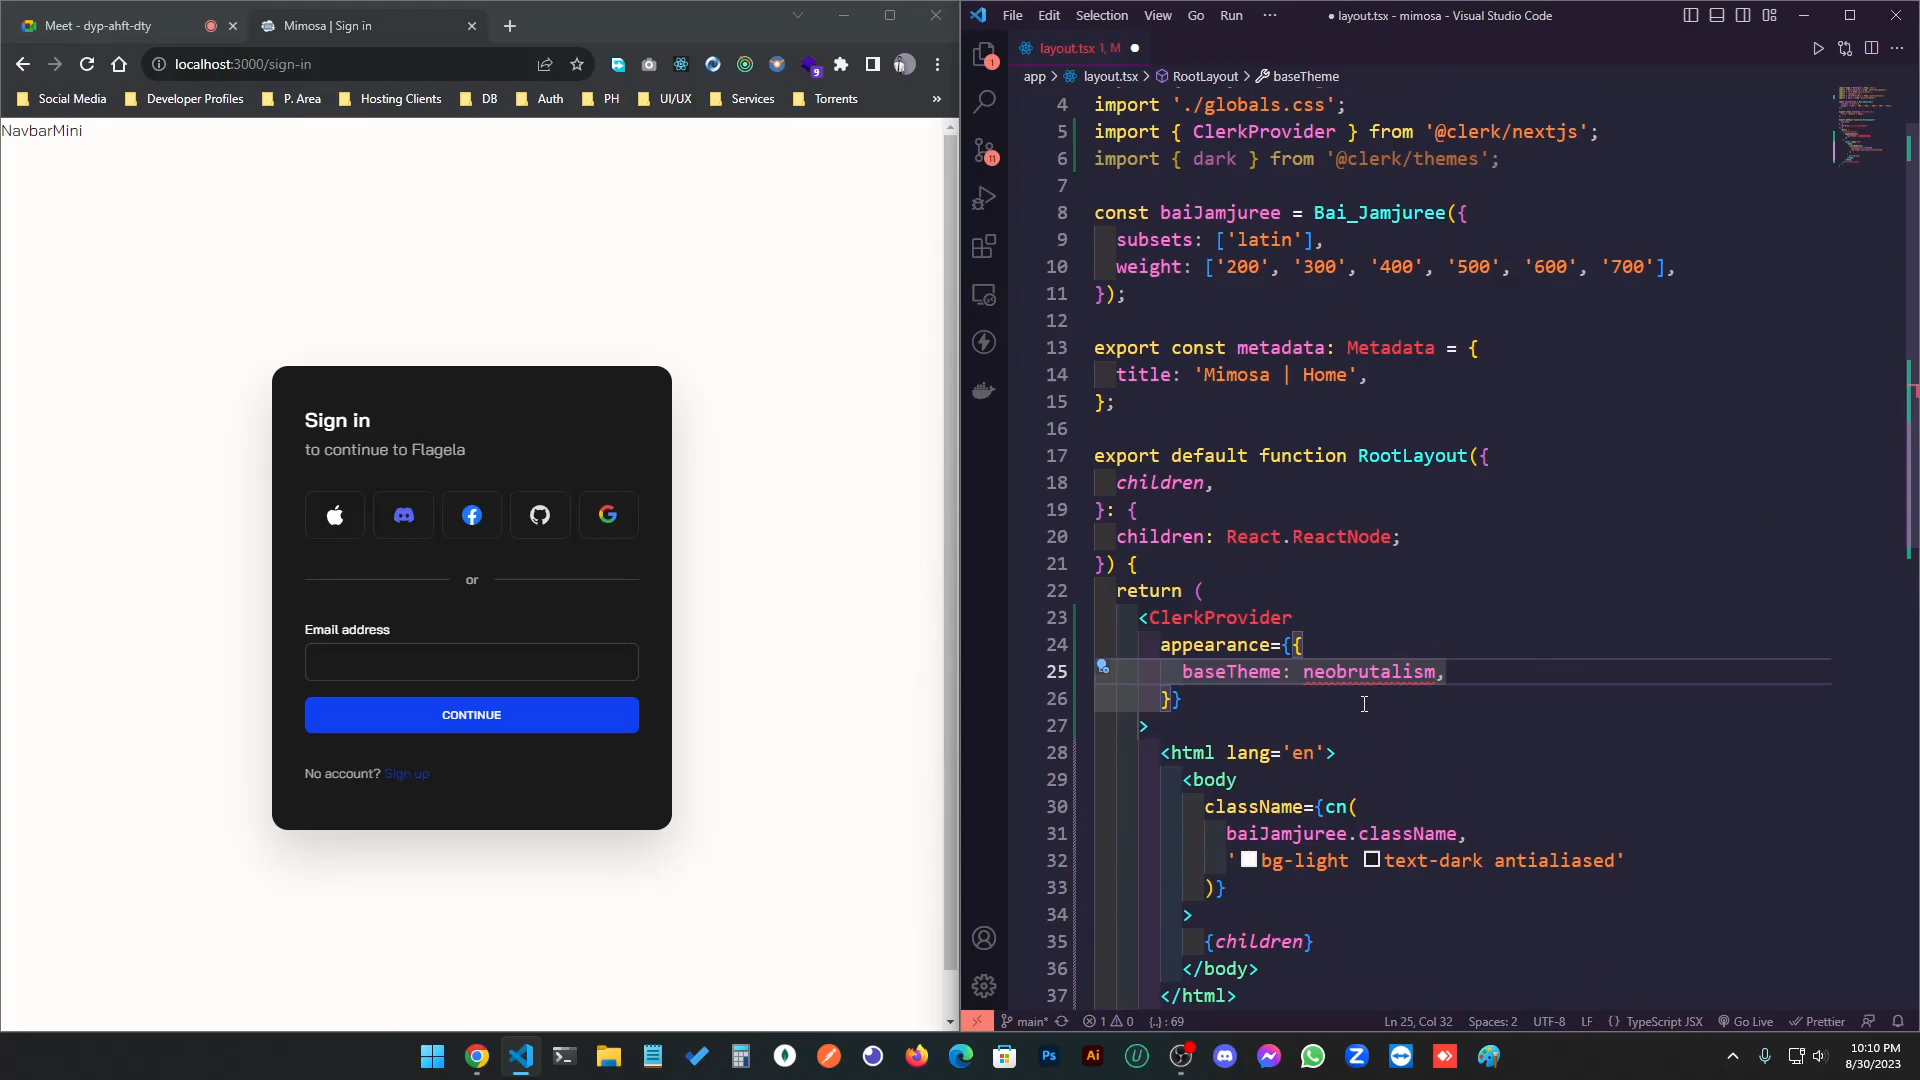 Meet - dyp-ahft-dty
Mimosa | Sign in
localhost:3000/sign-in
9
Social Media
Developer Profiles
P. Area
Hosting Clients
DB
Auth
PH
UI/UX
Services
Torrents
»
NavbarMini
Sign in
to continue to Flagela
or
Email address
CONTINUE
No account? Sign up
File Edit Selection View Go Run ···
● layout.tsx - mimosa - Visual Studio Code
layout.tsx 1, M
app > layout.tsx > RootLayout > baseTheme
1
11
4 import './globals.css';
5 import { ClerkProvider } from '@clerk/nextjs';
6 import { dark } from '@clerk/themes';
7
8 const baiJamjuree = Bai_Jamjuree({
9 subsets: ['latin'],
10 weight: ['200', '300', '400', '500', '600', '700'],
11 });
12
13 export const metadata: Metadata = {
14 title: 'Mimosa | Home',
15 };
16
17 export default function RootLayout({
18 children,
19 }: {
20 children: React.ReactNode;
21 }) {
22 return (
23 <ClerkProvider
24 appearance={{
25 baseTheme: neobrutalism,
26 }}
27 >
28 <html lang='en'>
29 <body
30 className={cn(
31 baiJamjuree.className,
32 'bg-light text-dark antialiased'
33 )}
34 >
35 {children}
36 </body>
37 </html>
main*
1 0
{..} : 69
Ln 25, Col 32
Spaces: 2
UTF-8
LF
{} TypeScript JSX
Go Live
Prettier
Ps
Ai
U
Z
10:10 PM
8/30/2023